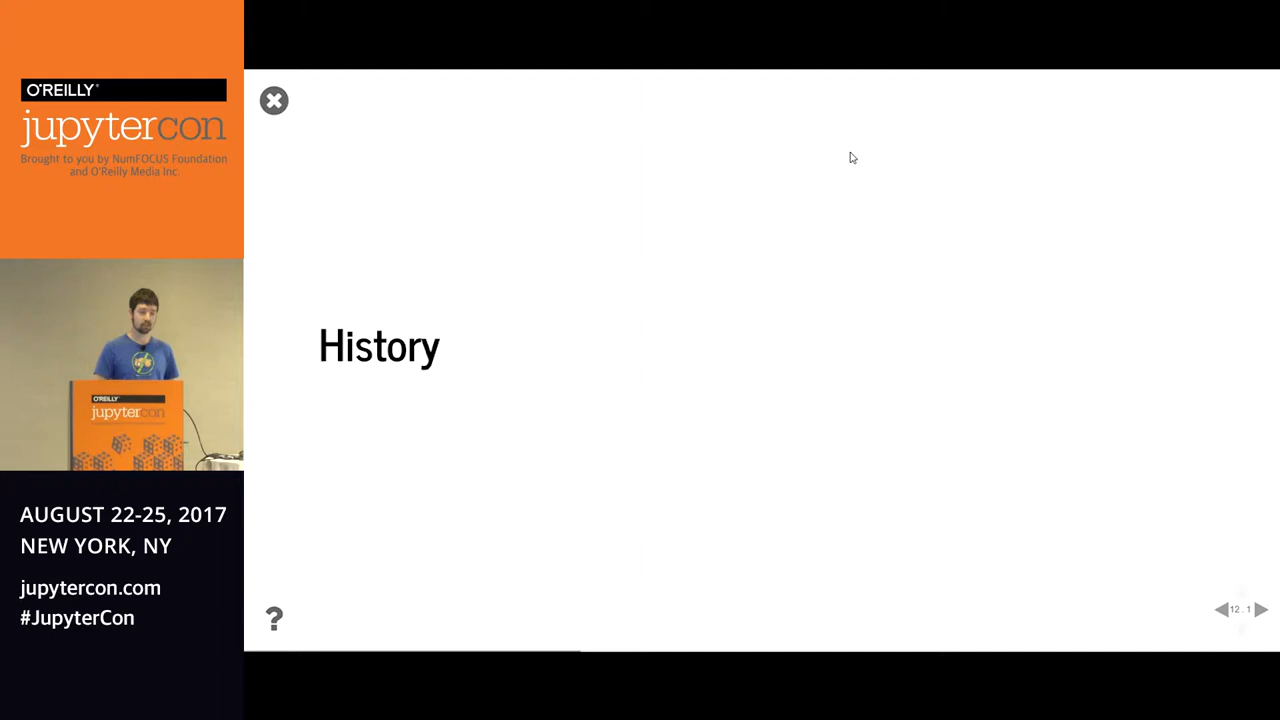 O'REILLY®
jupytercon
Brought to you by NumFOCUS Foundation
and O'Reilly Media Inc.
History
O'REILLY®
jupytercon
AUGUST 22-25, 2017
NEW YORK, NY
jupytercon.com
#JupyterCon
?
12.1